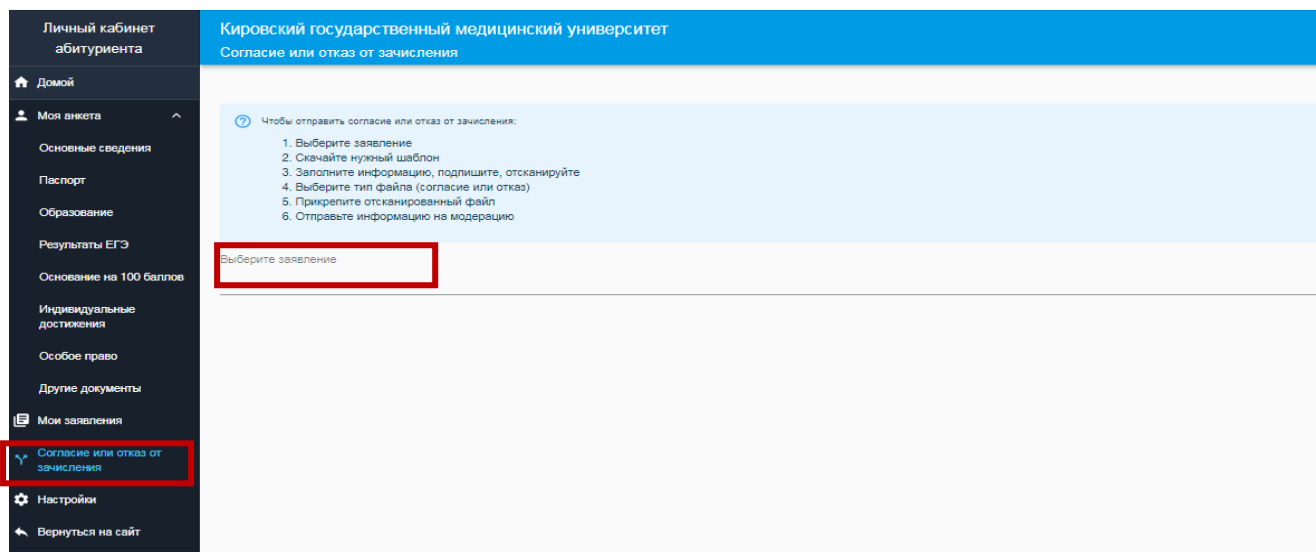 Личный кабинет
абитуриента
Домой
Моя анкета
Основные сведения
Паспорт
Образование
Результаты ЕГЭ
Основание на 100 баллов
Индивидуальные
достижения
Особое право
Другие документы
Мои заявления
Согласие или отказ от
зачисления
Настройки
Вернуться на сайт
Кировский государственный медицинский университет
Согласие или отказ от зачисления
Чтобы отправить согласие или отказ от зачисления:
1. Выберите заявление
2. Скачайте нужный шаблон
3. Заполните информацию, подпишите, отсканируйте
4. Выберите тип файла (согласие или отказ)
5. Прикрепите отсканированный файл
6. Отправьте информацию на модерацию
Выберите заявление